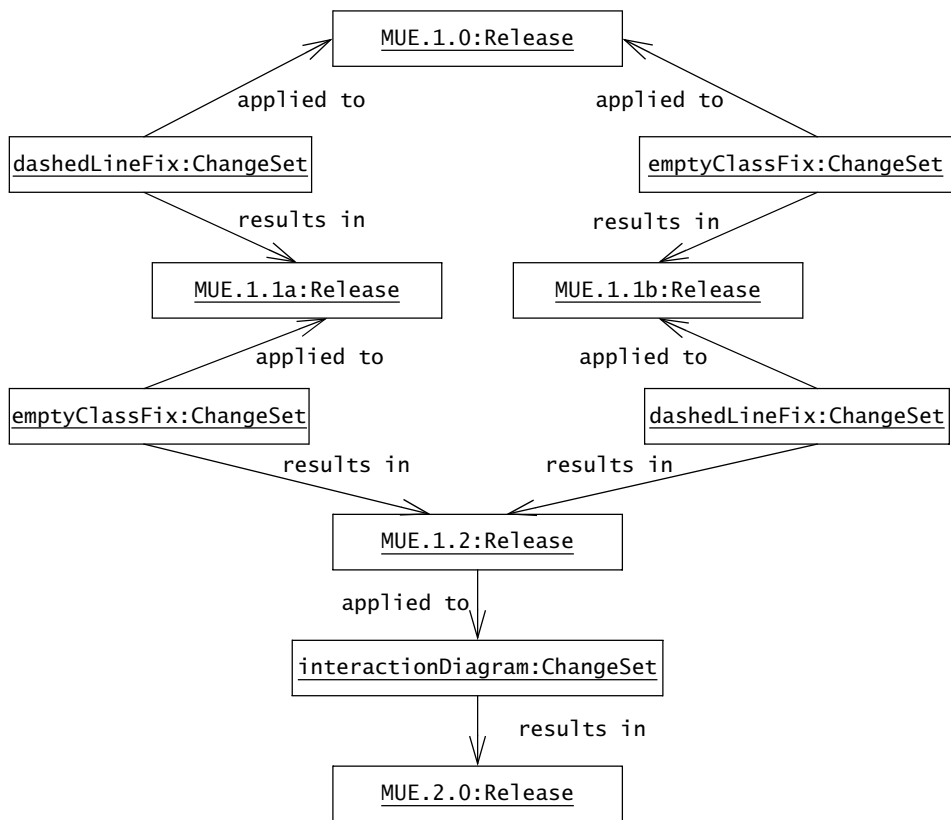 MUE.1.0:Release
applied to
applied to
dashedLineFix:ChangeSet
emptyClassFix:ChangeSet
results in
results in
MUE.1.1a:Release
MUE.1.1b:Release
applied to
applied to
emptyClassFix:ChangeSet
dashedLineFix:ChangeSet
results in
results in
MUE.1.2:Release
applied to
interactionDiagram:ChangeSet
results in
MUE.2.0:Release